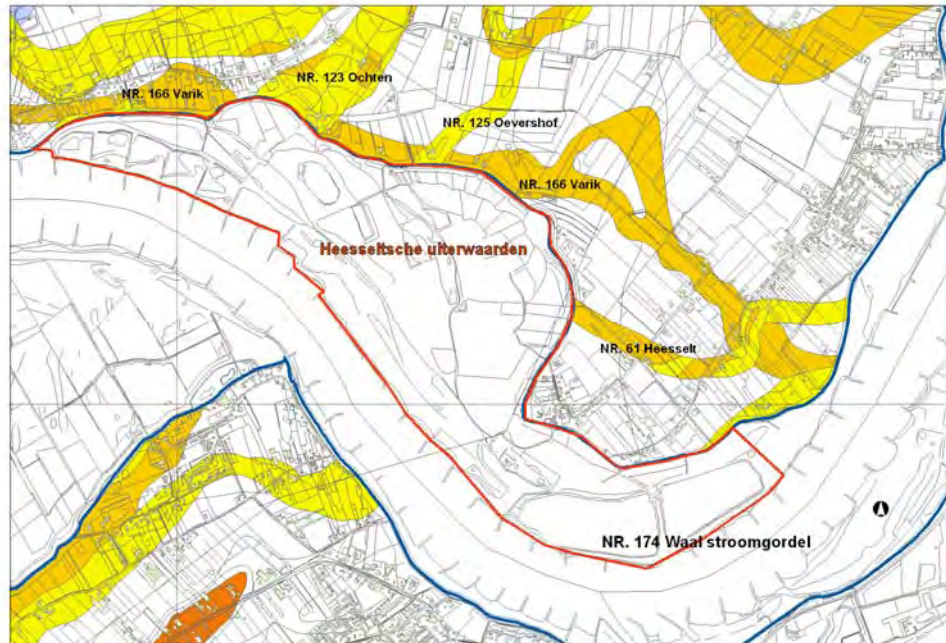 NR. 123 Ochten
NR. 166 Varik
NR. 125 Oevershof
NR. 166 Varik
Heesseltsche uiterwaarden
NR. 61 Heesselt
NR. 174 Waal stroomgordel